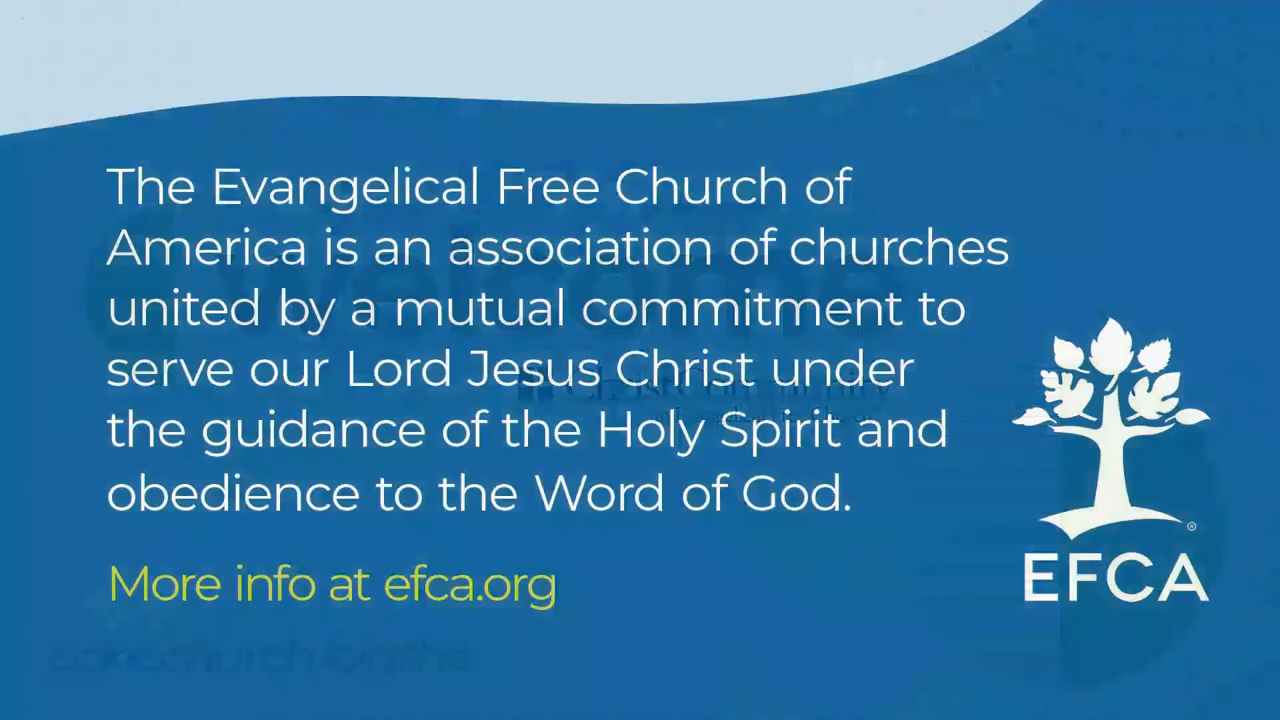 The Evangelical Free Church of
America is an association of churches
united by a mutual commitment to
serve our Lord Jesus Christ under
the guidance of the Holy Spirit and
obedience to the Word of God.
More info at efca.org
®
EFCA
Welcome
ChristCommunity